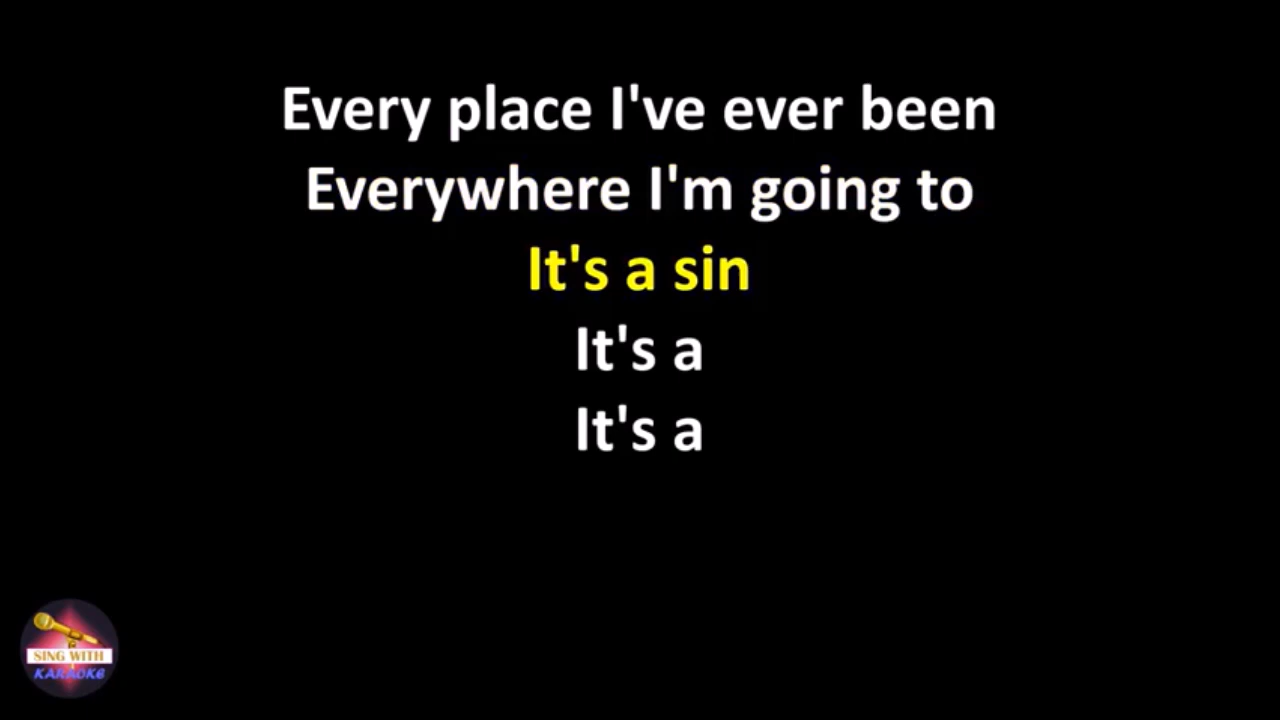 Every place I've ever been
Everywhere I'm going to
It's a sin
It's a
It's a
SING WITH
KARAOKE